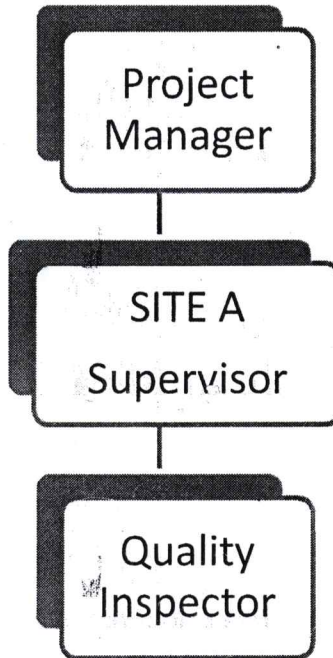 Project
Manager
SITE A
Supervisor
Quality
Inspector